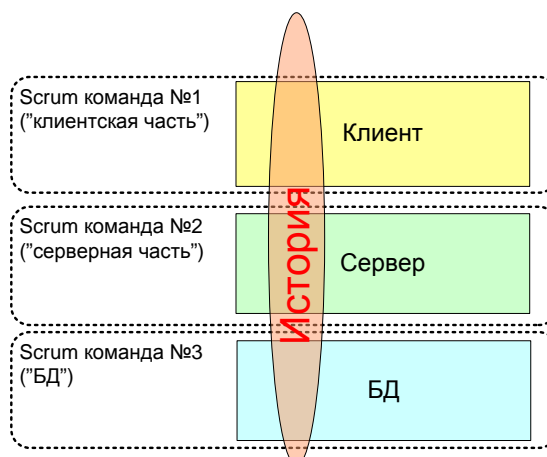 Scrum команда №1
(”клиентская часть”)
Клиент
Scrum команда №2
(”серверная часть”)
Сервер
История
Scrum команда №3
(”БД”)
БД